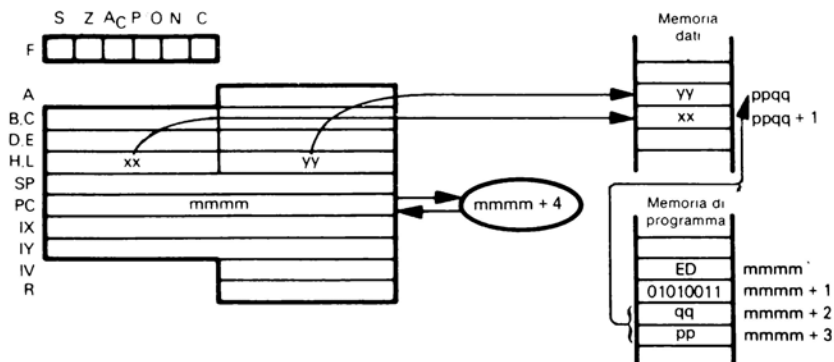 S Z AC P O N C
F
A
B.C
D.E
H.L xx yy
SP
PC mmmm
IX
IY
IV
R
mmmm + 4
Memoria
dati
yy ppqq
xx ppqq + 1
Memoria di
programma
ED mmmm
01010011 mmmm + 1
qq mmmm + 2
pp mmmm + 3